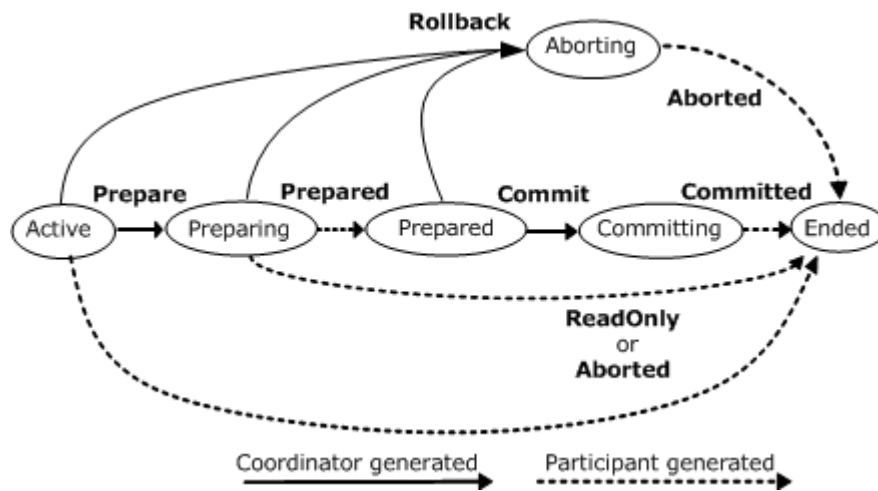 Rollback
Aborting
Aborted
Prepare
Prepared
Commit
Committed
Active
Preparing
Prepared
Committing
Ended
ReadOnly
or
Aborted
Coordinator generated
Participant generated